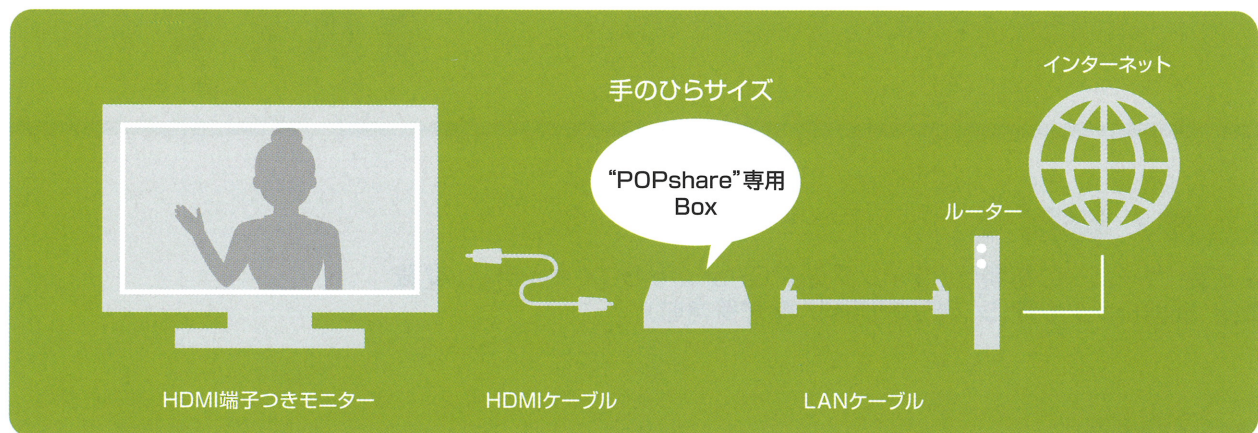 インターネット
手のひらサイズ
“POPshare”専用
Box
ルーター
HDMI端子つきモニター
HDMIケーブル
LANケーブル